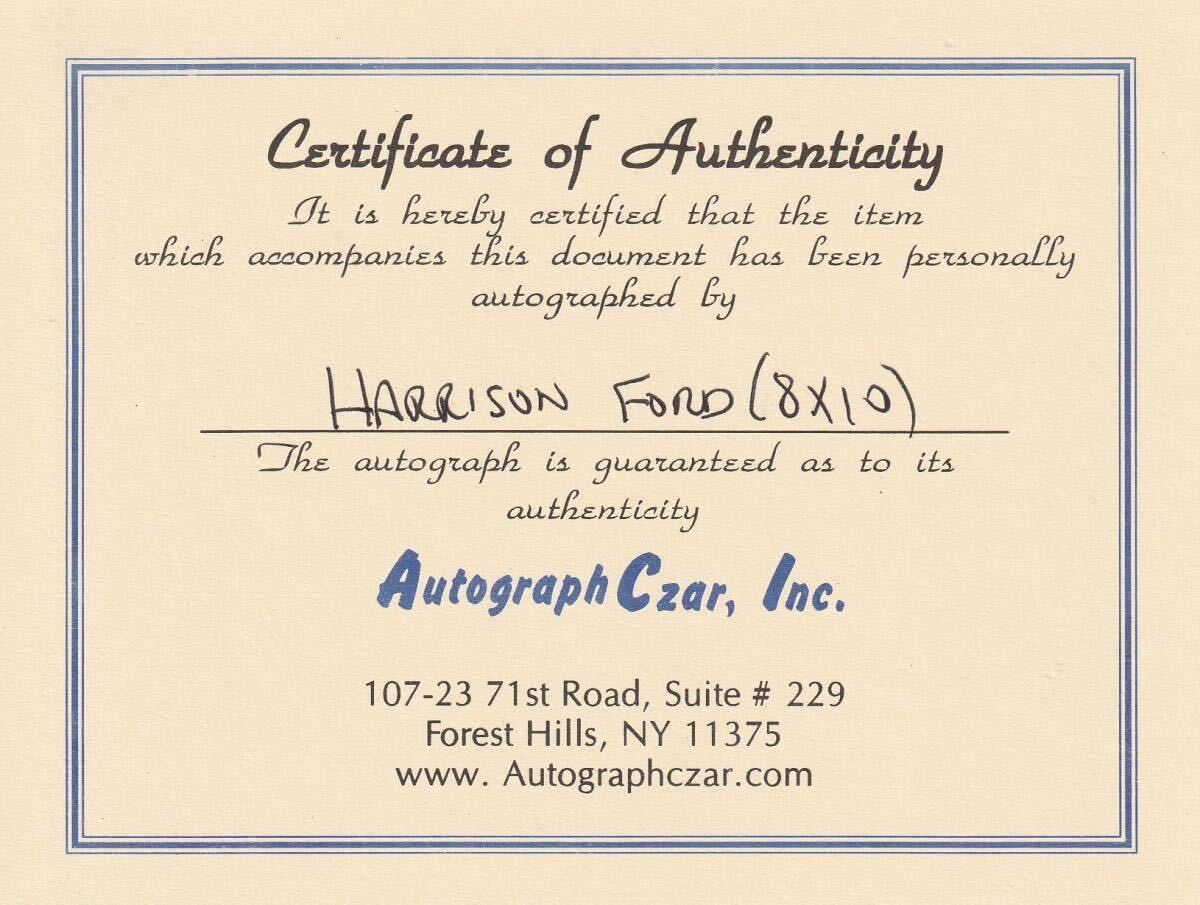 Certificate of Authenticity
It is hereby certified that the item
which accompanies this document has been personally
autographed by
HARRISON FORD (8X10)
The autograph is guaranteed as to its
authenticity
AutographCzar, Inc.
107-23 71st Road, Suite # 229
Forest Hills, NY 11375
www. Autographczar.com